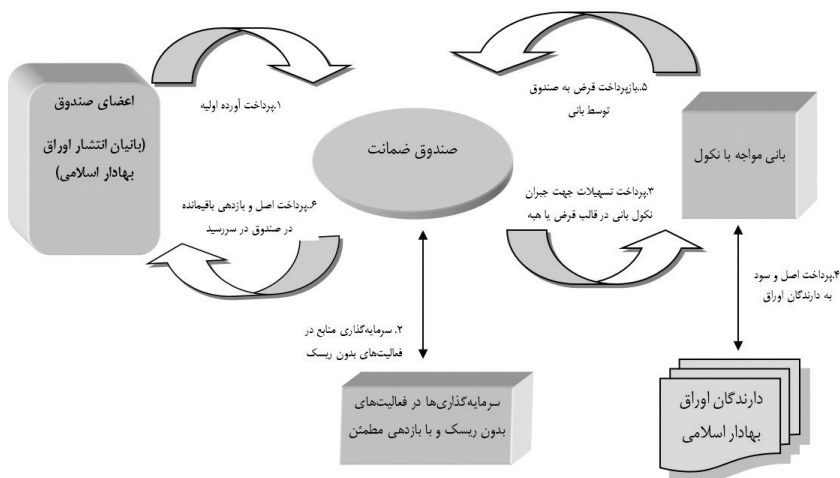 اعضای صندوق
(بانیان انتشار اوراق
بهادار اسلامی)
۱.پرداخت آورده اولیه
صندوق ضمانت
۵.بازپرداخت قرض به صندوق
توسط بانی
بانی مواجه با نکول
۳.پرداخت تسهیلات جهت جبران
نکول بانی در قالب قرض یا هبه
۶.پرداخت اصل و بازدهی باقیمانده
در صندوق در سررسید
۴.پرداخت اصل و سود
به دارندگان اوراق
۲. سرمایه‌گذاری منابع در
فعالیت‌های بدون ریسک
سرمایه‌گذاری‌ها در فعالیت‌های
بدون ریسک و با بازدهی مطمئن
دارندگان اوراق
بهادار اسلامی